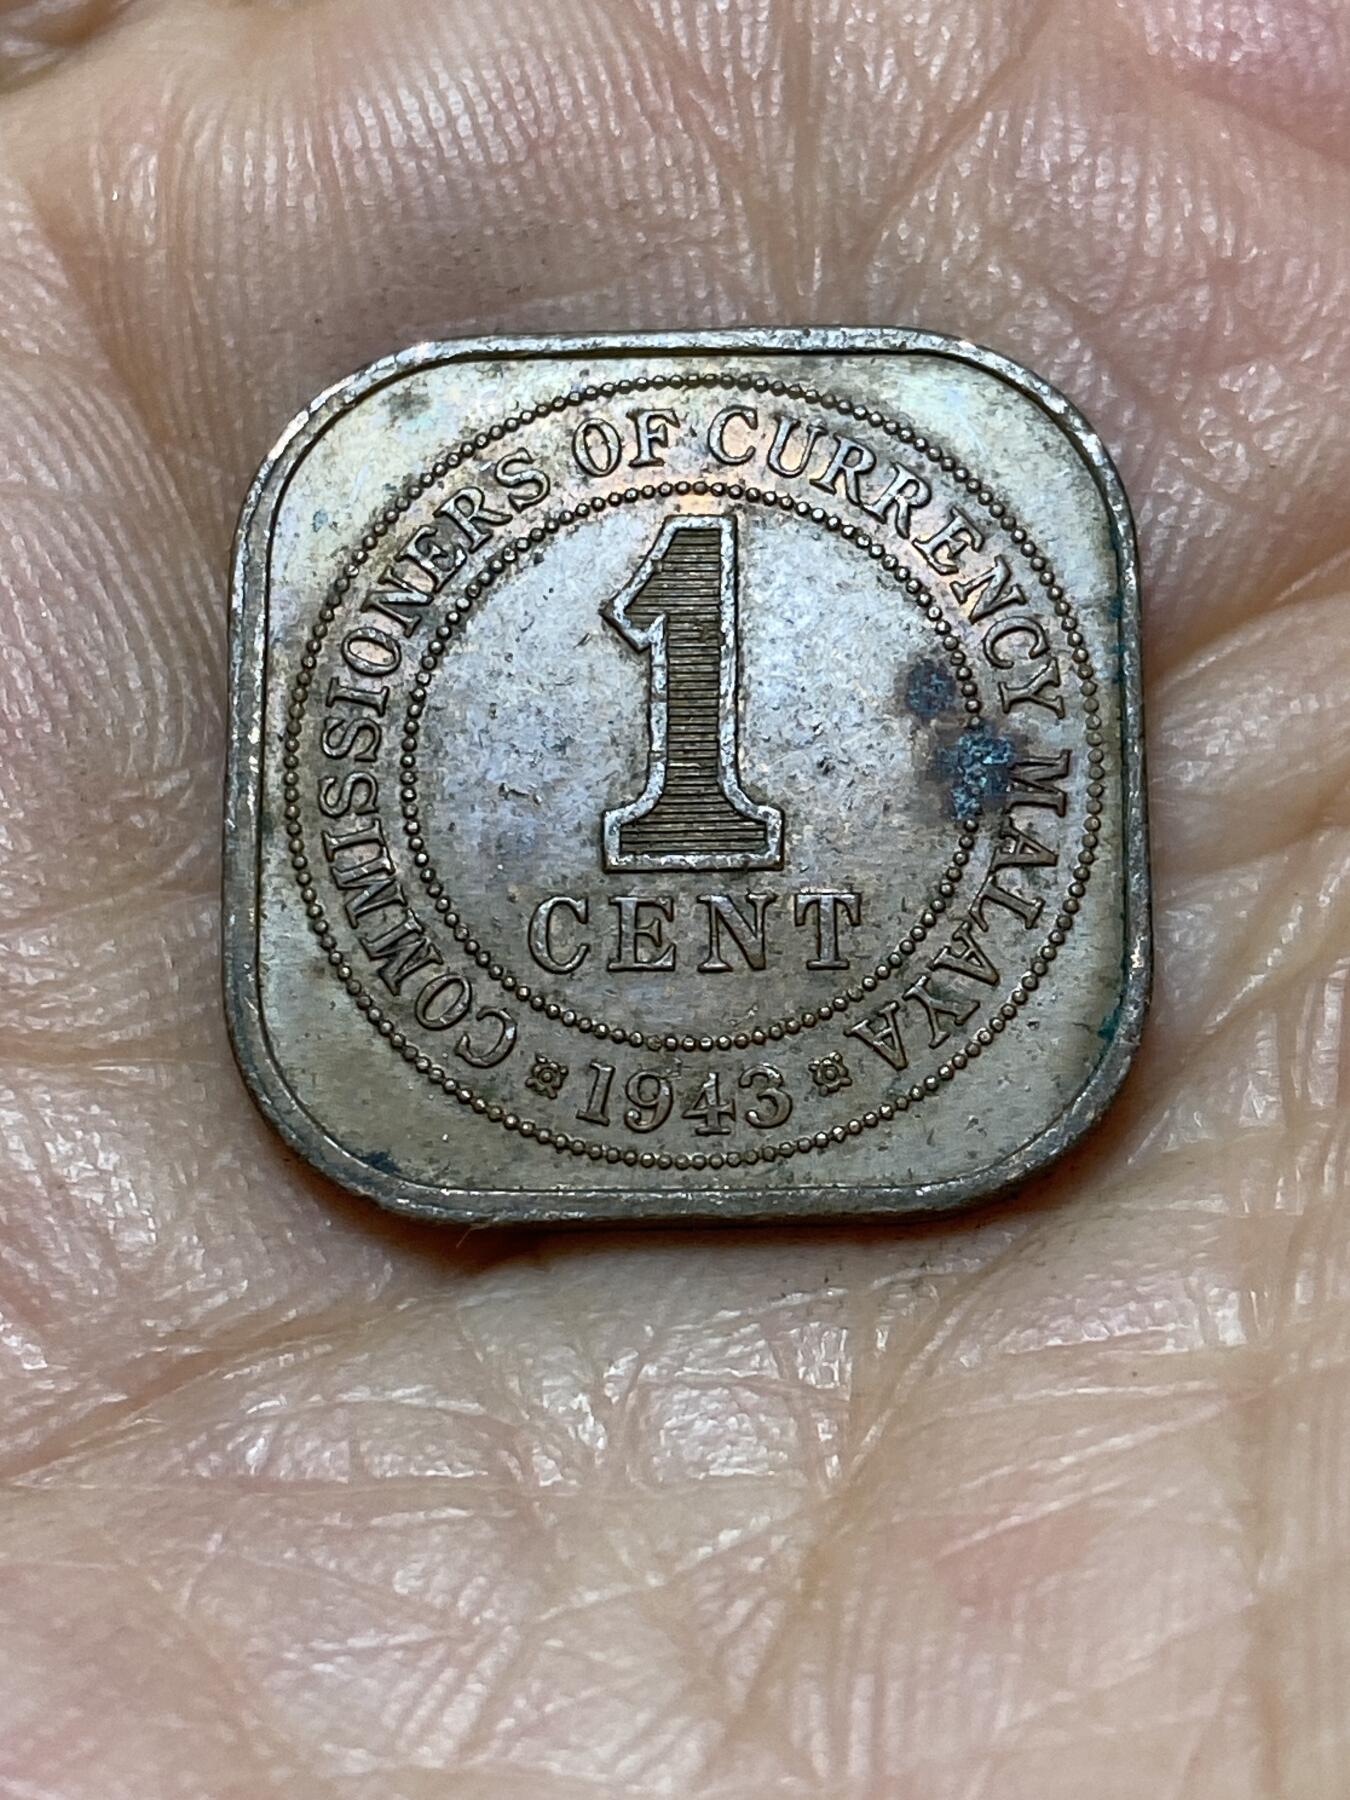 COMMISSIONERS OF CURRENCY MALAYA
1
CENT
1943